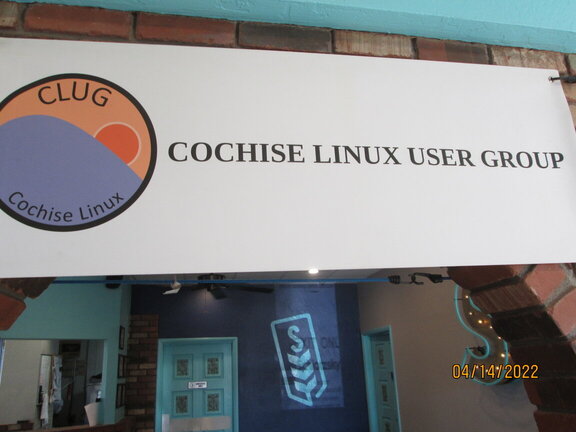 CLUG
Cochise Linux
COCHISE LINUX USER GROUP
S
04/14/2022